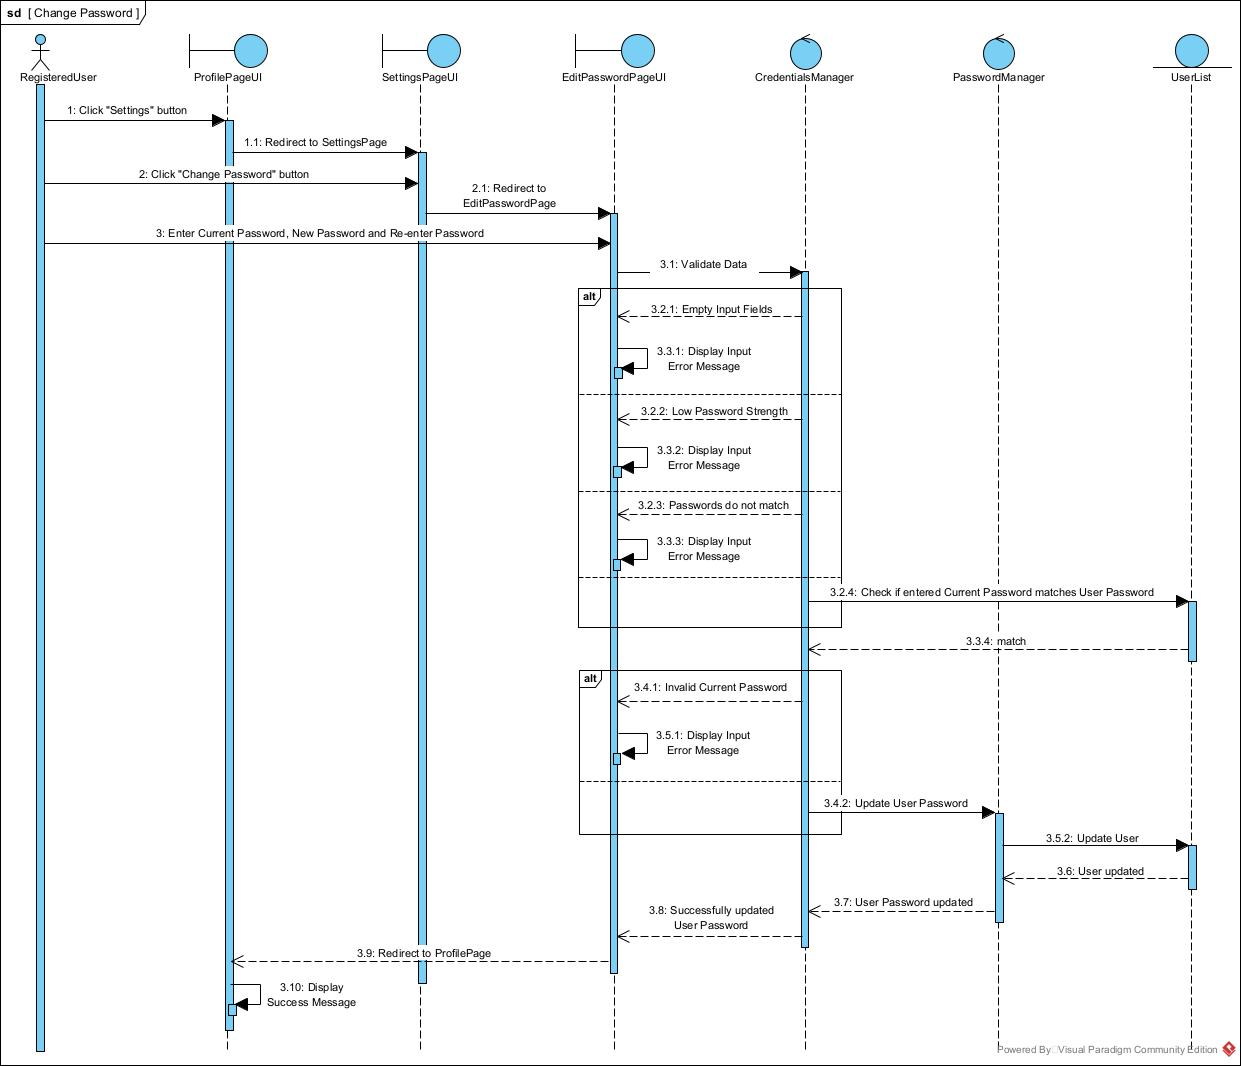 sd [ Change Password ]
RegisteredUser
ProfilePageUI
SettingsPageUI
EditPasswordPageUI
CredentialsManager
PasswordManager
UserList
1: Click "Settings" button
1.1: Redirect to SettingsPage
2: Click "Change Password" button
2.1: Redirect to
EditPasswordPage
3: Enter Current Password, New Password and Re-enter Password
3.1: Validate Data
alt
3.2.1: Empty Input Fields
3.3.1: Display Input
Error Message
3.2.2: Low Password Strength
3.3.2: Display Input
Error Message
3.2.3: Passwords do not match
3.3.3: Display Input
Error Message
3.2.4: Check if entered Current Password matches User Password
3.3.4: match
alt
3.4.1: Invalid Current Password
3.5.1: Display Input
Error Message
3.4.2: Update User Password
3.5.2: Update User
3.6: User updated
3.7: User Password updated
3.8: Successfully updated
User Password
3.9: Redirect to ProfilePage
3.10: Display
Success Message
Powered By Visual Paradigm Community Edition